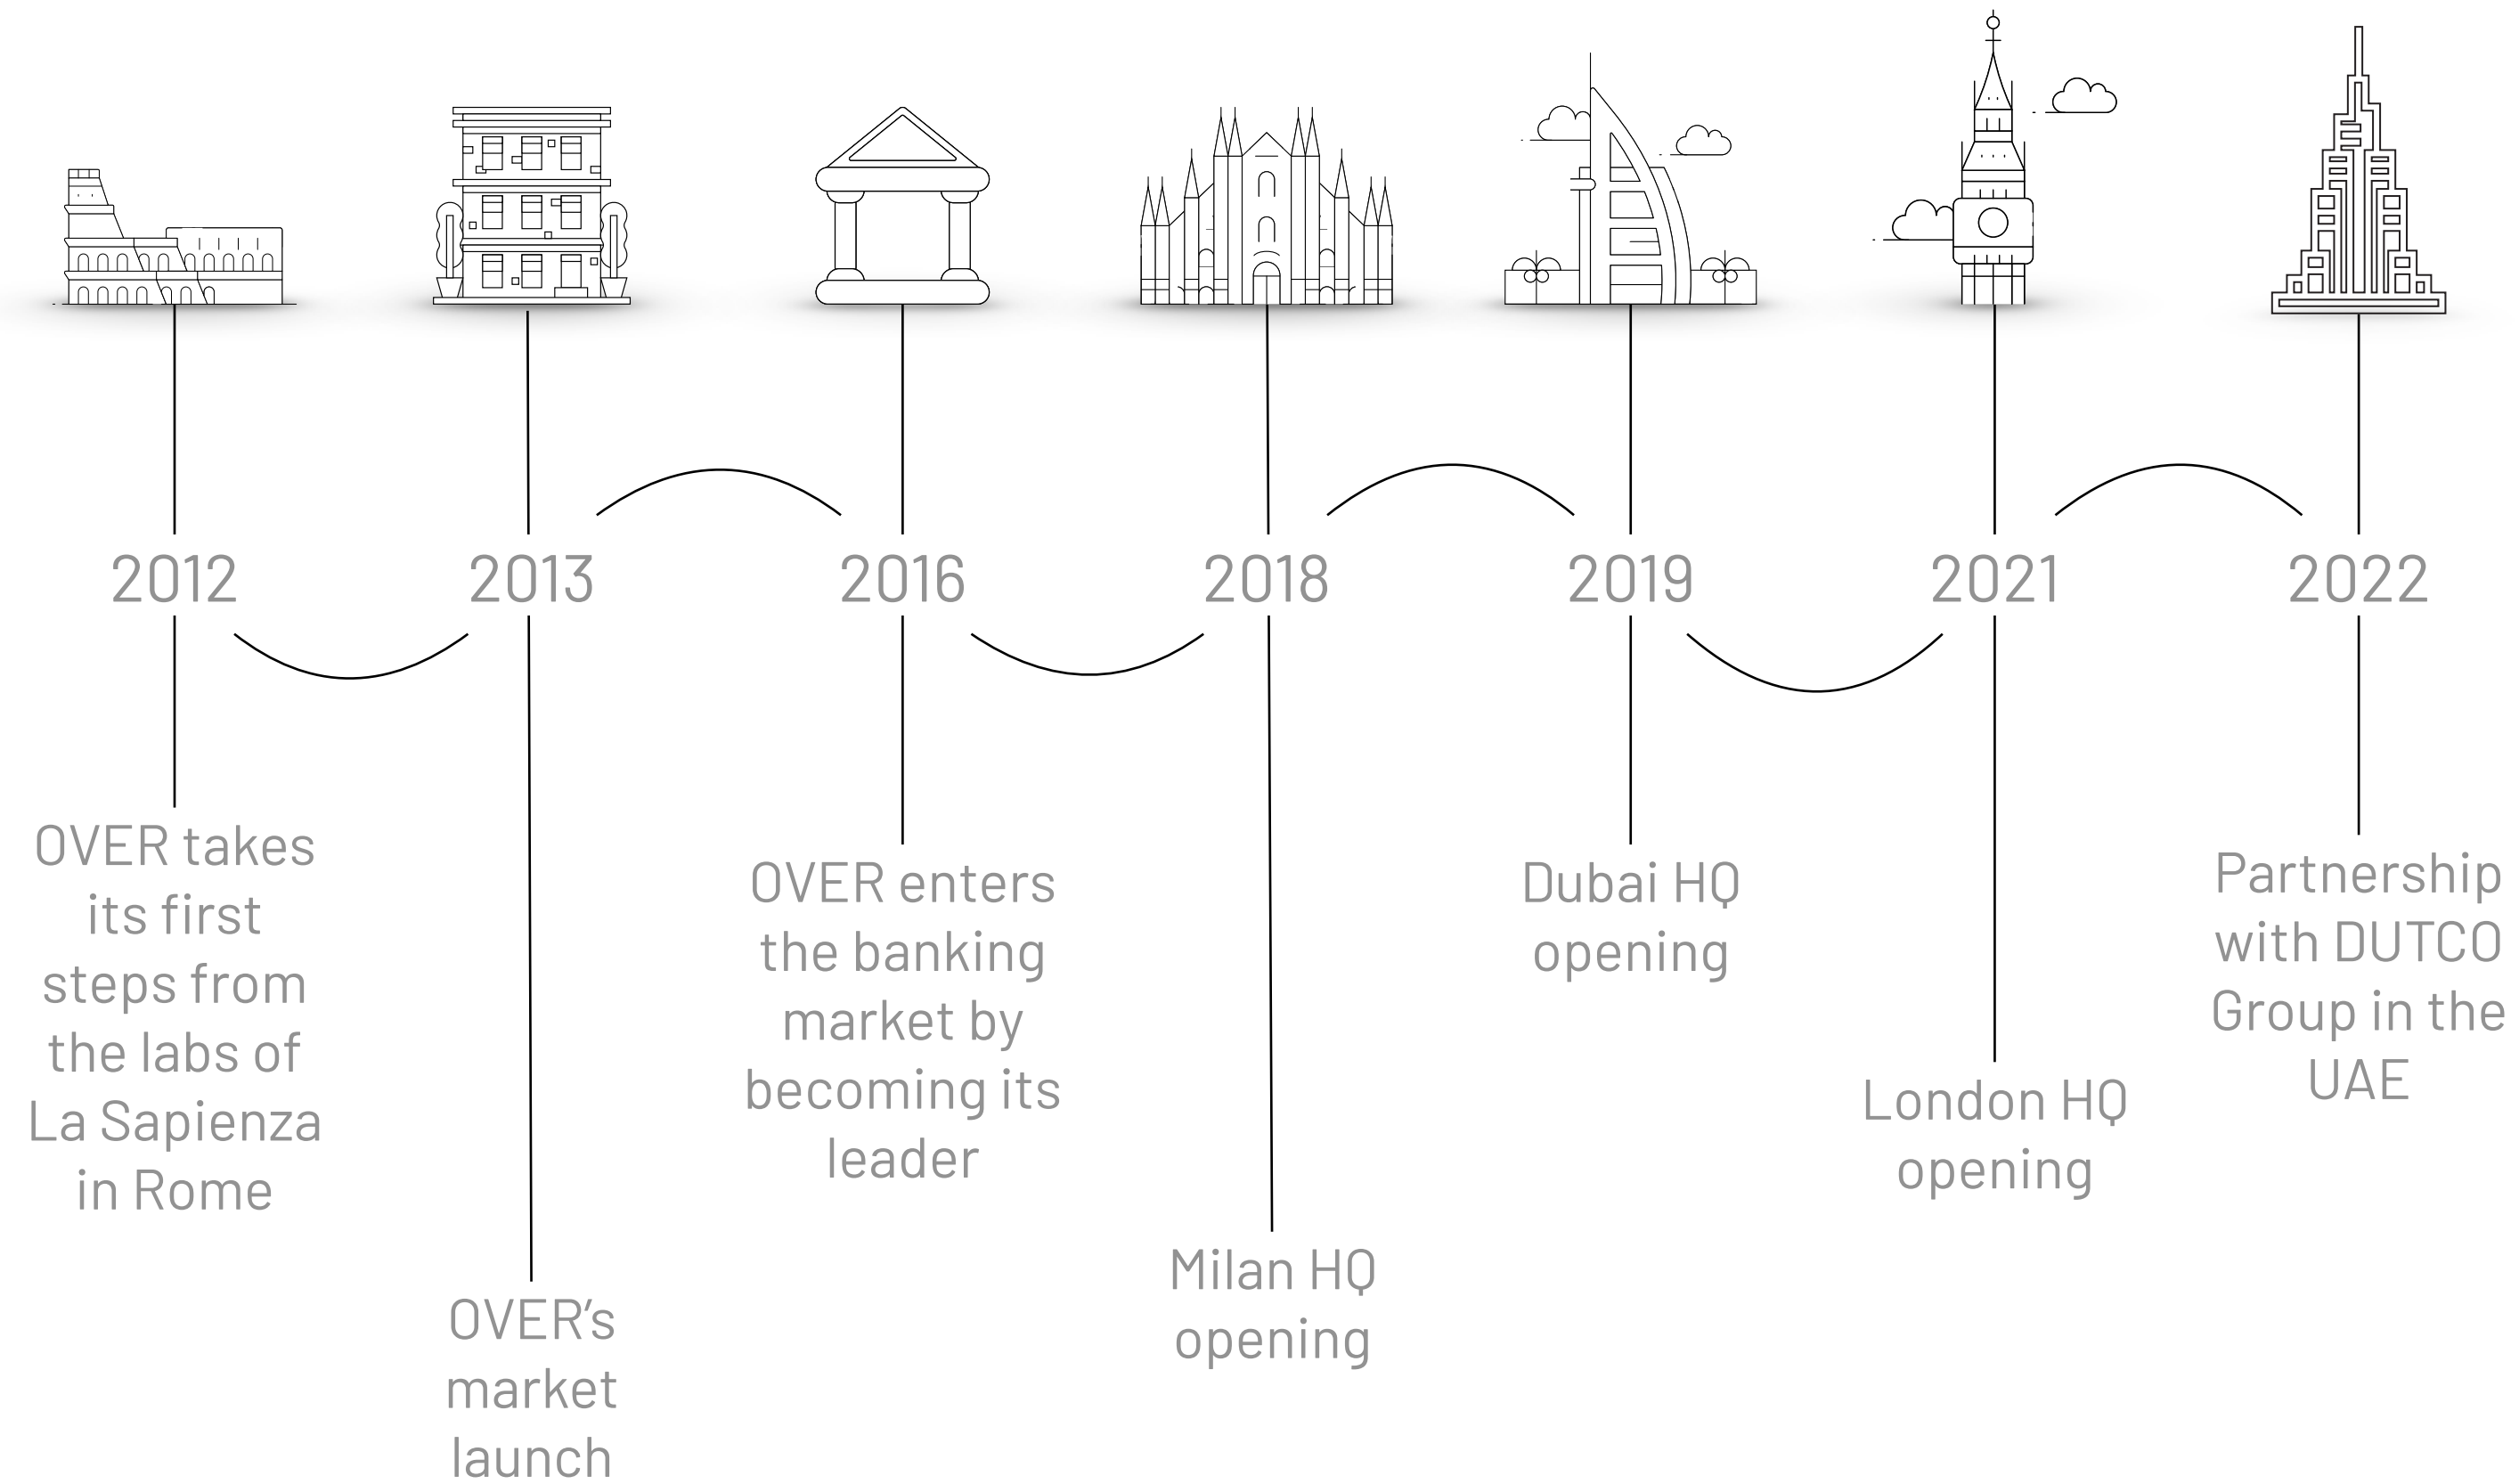 2012
2013
2016
2018
2019
2021
2022
OVER takes
its first
steps from
the labs of
La Sapienza
in Rome
OVER’s
market
launch
OVER enters
the banking
market by
becoming its
leader
Milan HQ
opening
Dubai HQ
opening
London HQ
opening
Partnership
with DUTCO
Group in the
UAE